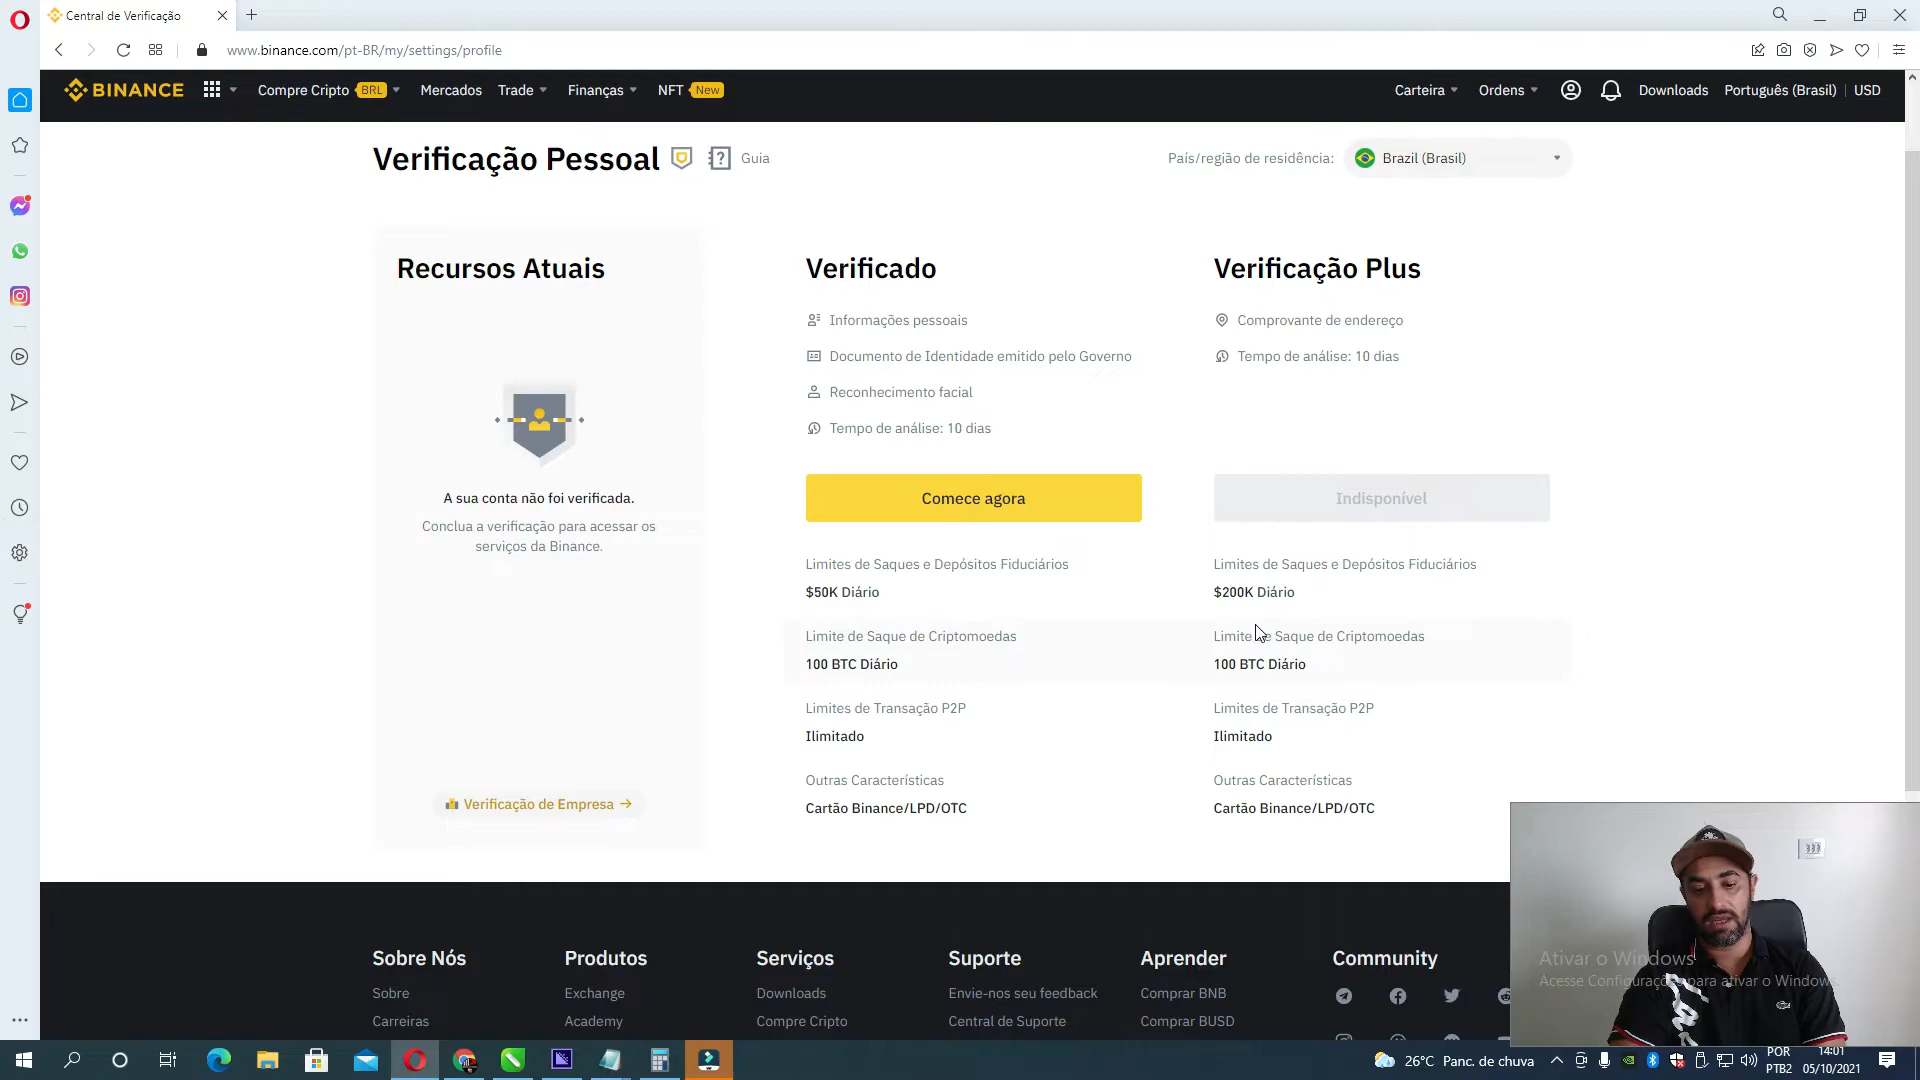 Central de Verificação
www.binance.com/pt-BR/my/settings/profile
BINANCE
Compre Cripto BRL
Mercados
Trade
Finanças
NFT New
Carteira
Ordens
Downloads
Português (Brasil)
USD
Verificação Pessoal
Guia
País/região de residência:
Brazil (Brasil)
Recursos Atuais
A sua conta não foi verificada.
Conclua a verificação para acessar os
serviços da Binance.
Verificação de Empresa →
Verificado
Informações pessoais
Documento de Identidade emitido pelo Governo
Reconhecimento facial
Tempo de análise: 10 dias
Comece agora
Limites de Saques e Depósitos Fiduciários
$50K Diário
Limite de Saque de Criptomoedas
100 BTC Diário
Limites de Transação P2P
Ilimitado
Outras Características
Cartão Binance/LPD/OTC
Verificação Plus
Comprovante de endereço
Tempo de análise: 10 dias
Indisponível
Limites de Saques e Depósitos Fiduciários
$200K Diário
Limite de Saque de Criptomoedas
100 BTC Diário
Limites de Transação P2P
Ilimitado
Outras Características
Cartão Binance/LPD/OTC
Sobre Nós
Sobre
Carreiras
Produtos
Exchange
Academy
Serviços
Downloads
Compre Cripto
Suporte
Envie-nos seu feedback
Central de Suporte
Aprender
Comprar BNB
Comprar BUSD
Community
Ativar o Windows
Acesse Configurações para ativar o Windows.
26°C Panc. de chuva
POR
PTB2
14:01
05/10/2021